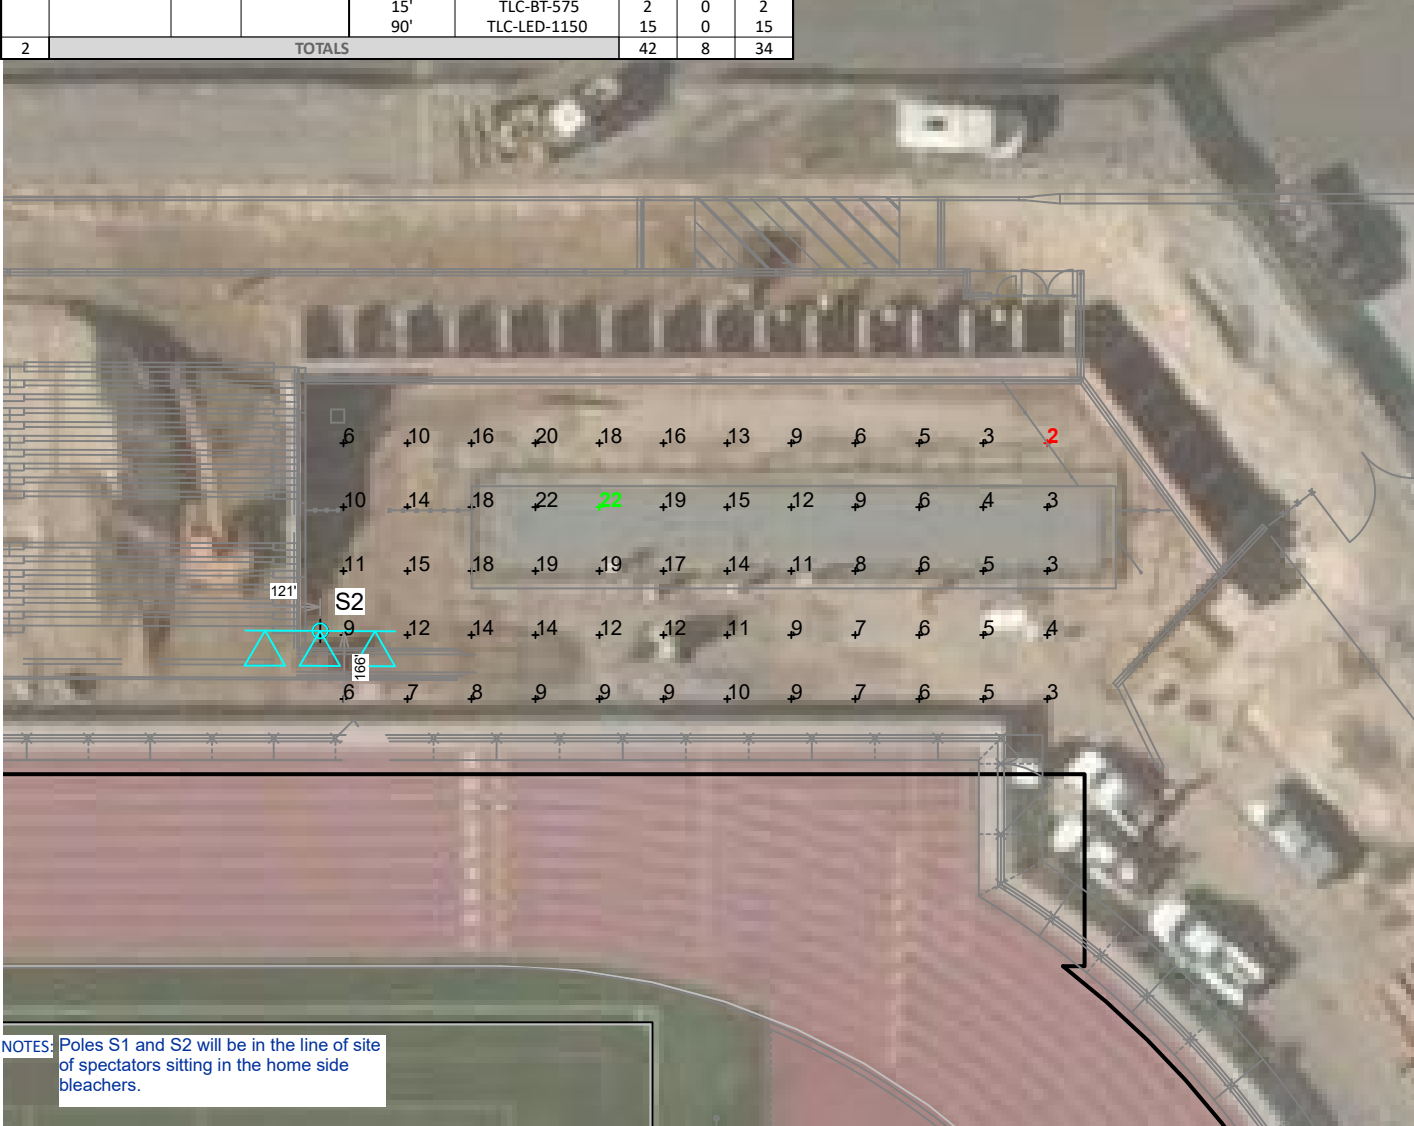 15' TLC-BT-575 2 0 2
90' TLC-LED-1150 15 0 15
2 TOTALS 42 8 34
6 10 16 20 18 16 13 9 6 5 3 2
10 14 18 22 22 19 15 12 9 6 4 3
11 15 18 19 19 17 14 11 8 6 5 3
121'
S2
9 12 14 14 12 12 11 9 7 6 5 4
166'
6 7 8 9 9 9 10 9 7 6 5 3
NOTES: Poles S1 and S2 will be in the line of site
of spectators sitting in the home side
bleachers.